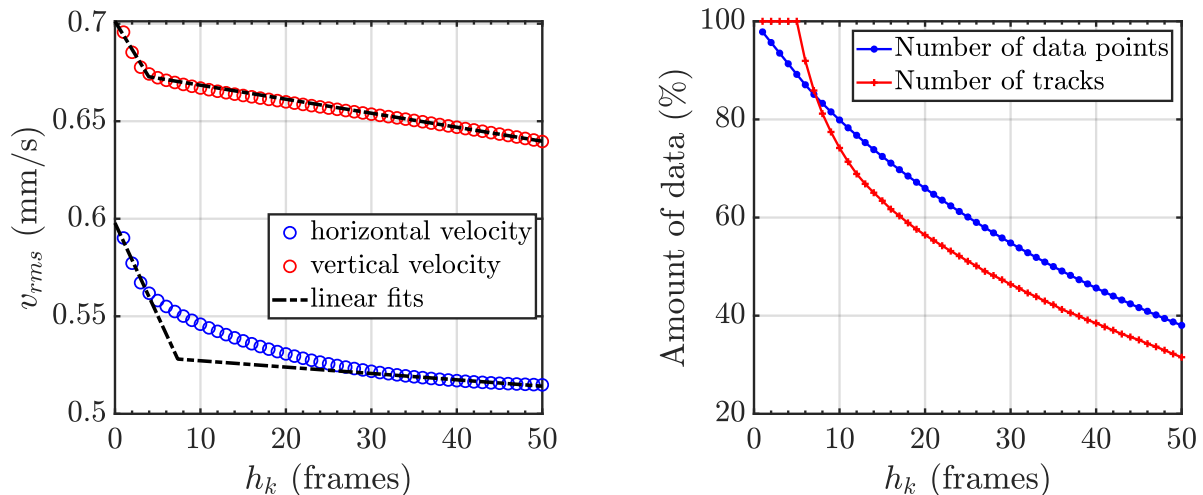 0.7
0.65
0.6
0.55
0.5
v_{rms} (mm/s)
horizontal velocity
vertical velocity
linear fits
0 10 20 30 40 50
h_k (frames)
100
80
60
40
20
Amount of data (%)
Number of data points
Number of tracks
0 10 20 30 40 50
h_k (frames)